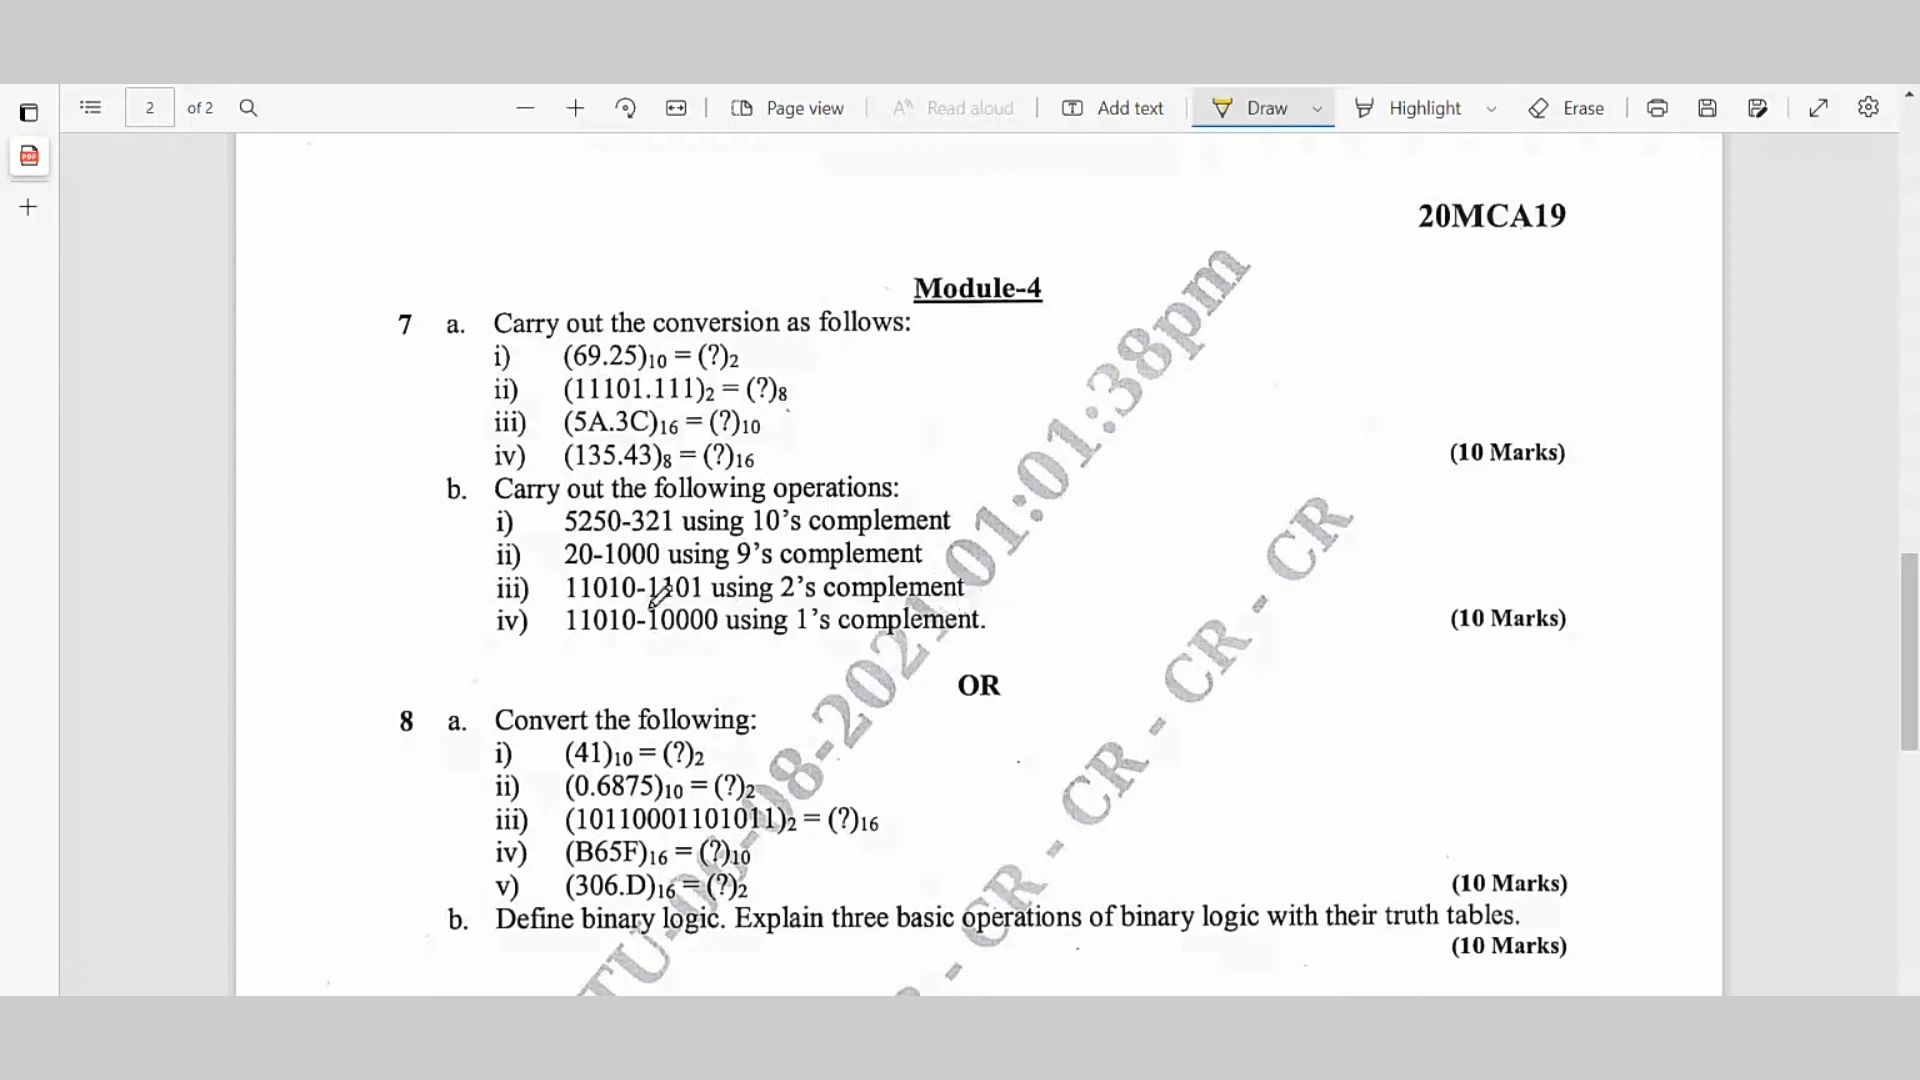 2 of 2 Page view Read aloud Add text Draw Highlight Erase
PDF
20MCA19
Module-4
7 a. Carry out the conversion as follows:
i) (69.25)₁₀ = (?)₂
ii) (11101.111)₂ = (?)₈
iii) (5A.3C)₁₆ = (?)₁₀
iv) (135.43)₈ = (?)₁₆ (10 Marks)
b. Carry out the following operations:
i) 5250-321 using 10's complement
ii) 20-1000 using 9's complement
iii) 11010-1101 using 2's complement
iv) 11010-10000 using 1's complement. (10 Marks)
OR
8 a. Convert the following:
i) (41)₁₀ = (?)₂
ii) (0.6875)₁₀ = (?)₂
iii) (10110001101011)₂ = (?)₁₆
iv) (B65F)₁₆ = (?)₁₀
v) (306.D)₁₆ = (?)₂ (10 Marks)
b. Define binary logic. Explain three basic operations of binary logic with their truth tables.
(10 Marks)
TU-06-08-2021 01:01:38pm
CR - CR - CR - CR